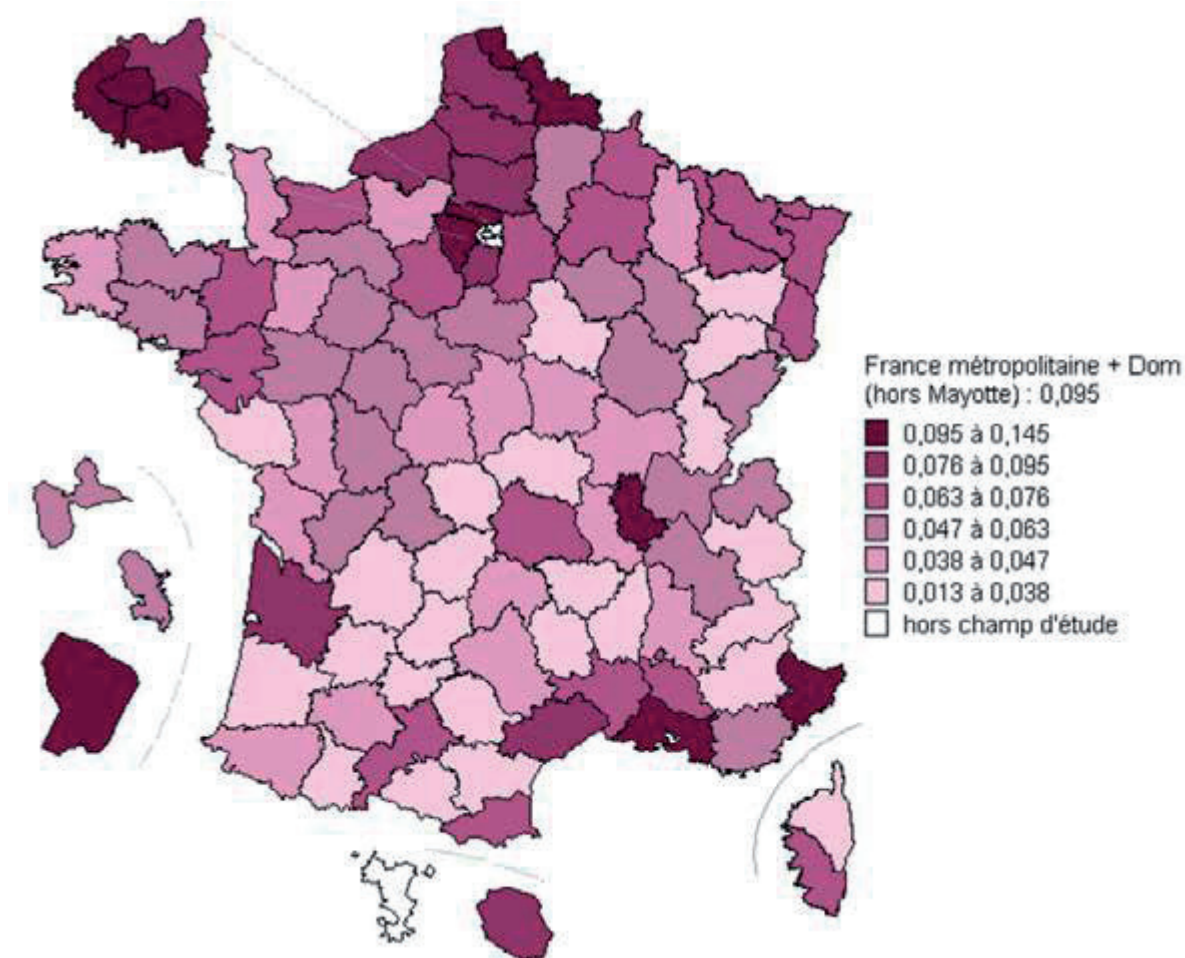 France métropolitaine + Dom
(hors Mayotte) : 0,095
0,095 à 0,145
0,076 à 0,095
0,063 à 0,076
0,047 à 0,063
0,038 à 0,047
0,013 à 0,038
hors champ d'étude